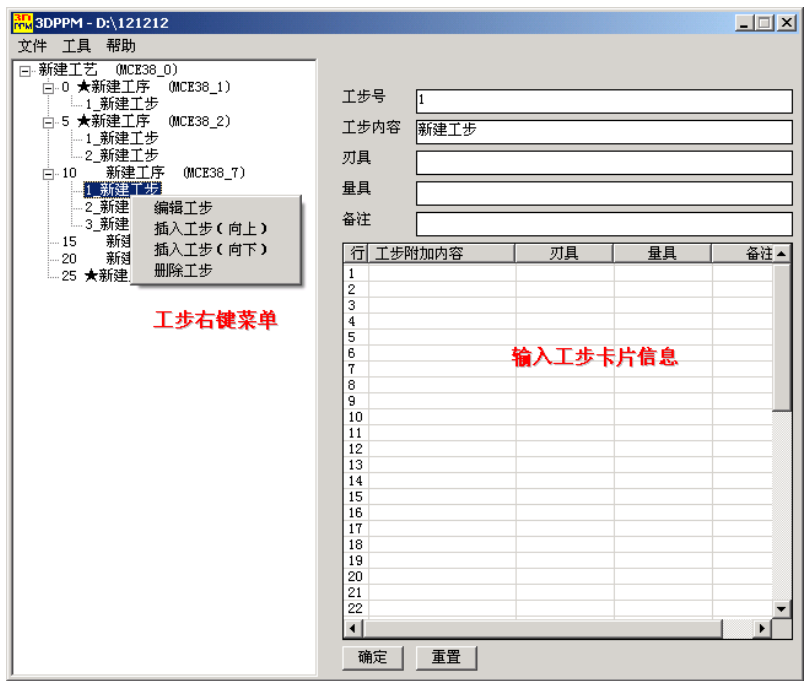 3DPPM - D:\121212
文件 工具 帮助
新建工艺 (MCE38_0)
0 ★新建工序 (MCE38_1)
1_新建工步
5 ★新建工序 (MCE38_2)
1_新建工步
2_新建工步
10 新建工序 (MCE38_7)
1_新建工步
2_新建
3_新建
15 新建
20 新建
25 ★新建
编辑工步
插入工步(向上)
插入工步(向下)
删除工步
工步右键菜单
工步号 1
工步内容 新建工步
刃具
量具
备注
行 工步附加内容 刃具 量具 备注
1
2
3
4
5
6
7
8
9
10
11
12
13
14
15
16
17
18
19
20
21
22
输入工步卡片信息
确定 重置